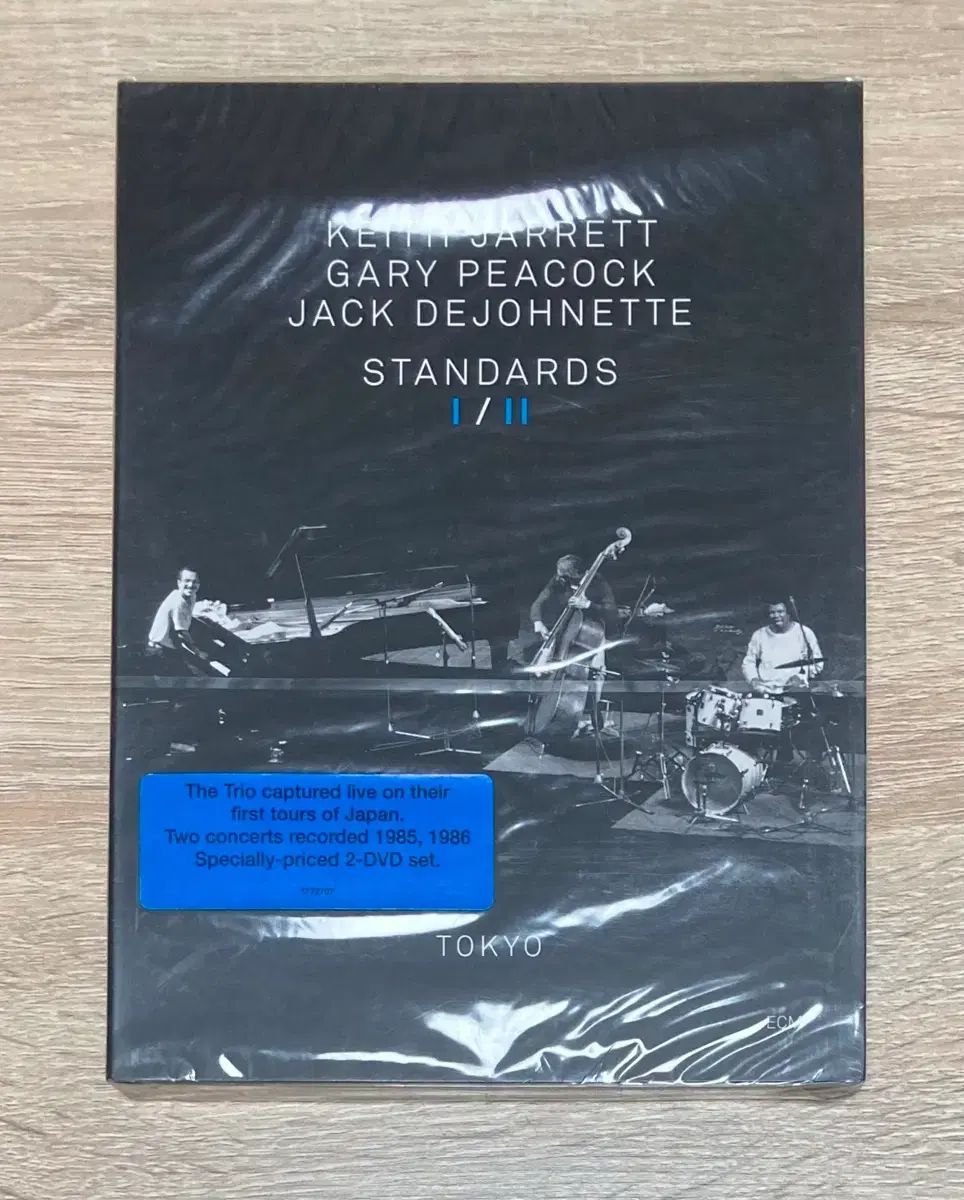 KEITH JARRETT
GARY PEACOCK
JACK DEJOHNETTE
STANDARDS
I / II
The Trio captured live on their
first tours of Japan.
Two concerts recorded 1985, 1986
Specially-priced 2-DVD set.
1772707
TOKYO
ECM